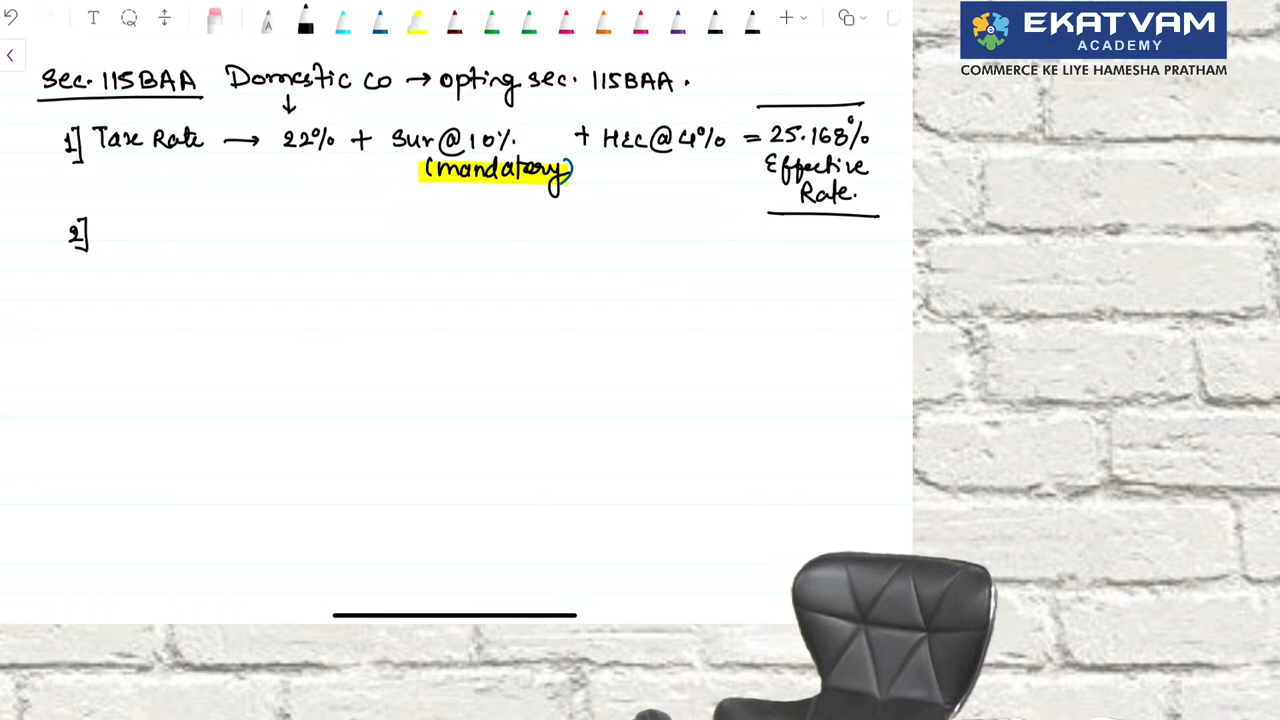 EKATVAM
ACADEMY
COMMERCE KE LIYE HAMESHA PRATHAM
Sec. 115BAA Domestic Co → opting sec. 115BAA.
1] Tax Rate → 22% + Sur@10% + H&C@4% = 25.168%
(mandatory) Effective
Rate.
2]